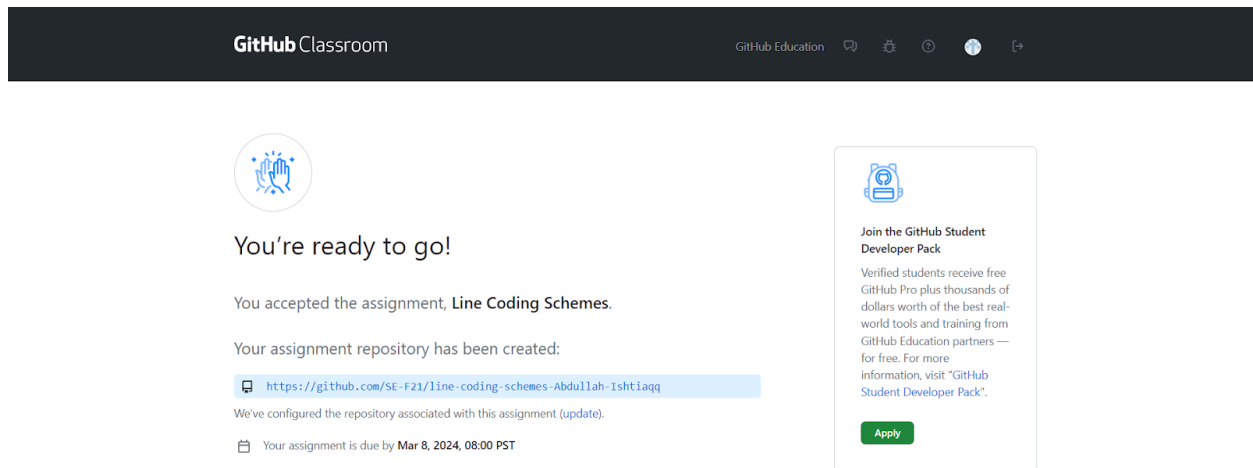 GitHub Classroom
GitHub Education
You're ready to go!
You accepted the assignment, Line Coding Schemes.
Your assignment repository has been created:
https://github.com/SE-F21/line-coding-schemes-Abdullah-Ishtiaqq
We've configured the repository associated with this assignment (update).
Your assignment is due by Mar 8, 2024, 08:00 PST
Join the GitHub Student
Developer Pack
Verified students receive free
GitHub Pro plus thousands of
dollars worth of the best real-
world tools and training from
GitHub Education partners —
for free. For more
information, visit "GitHub
Student Developer Pack".
Apply